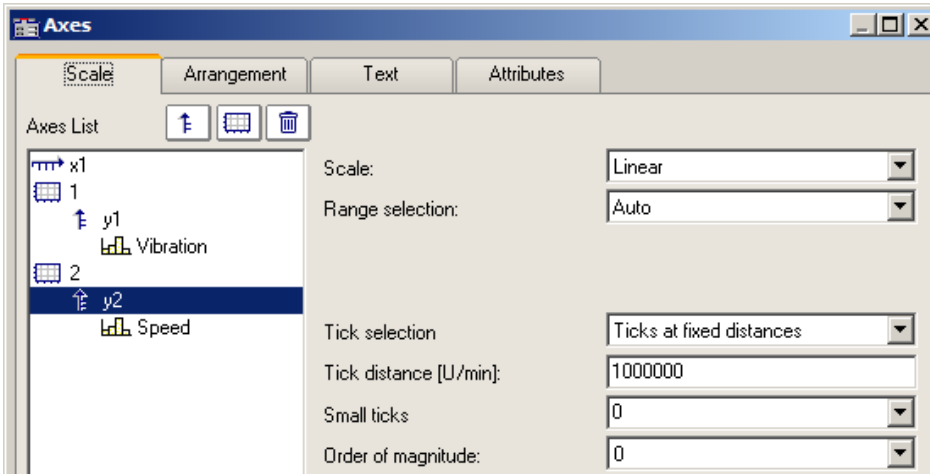 Axes
Scale Arrangement Text Attributes
Axes List
x1
1
y1
Vibration
2
y2
Speed
Scale: Linear
Range selection: Auto
Tick selection Ticks at fixed distances
Tick distance [U/min]: 1000000
Small ticks 0
Order of magnitude: 0